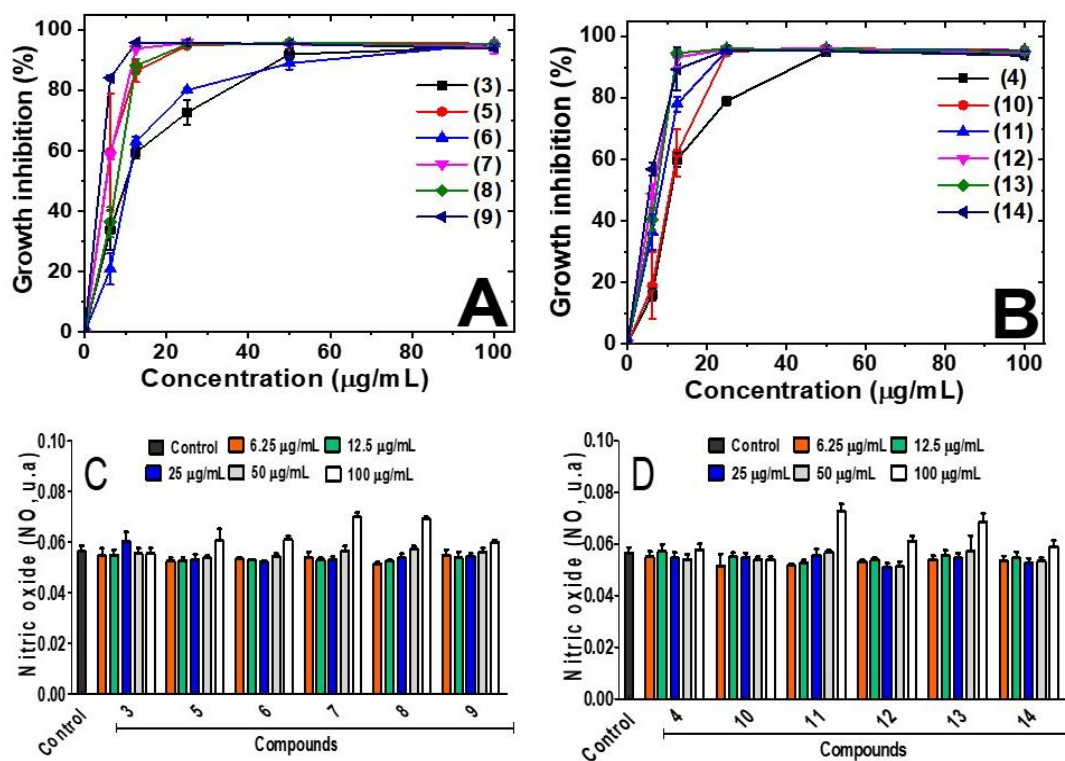 Growth inhibition (%)
100
80
60
40
20
0
(3)
(5)
(6)
(7)
(8)
(9)
A
0 20 40 60 80 100
Concentration (µg/mL)
Growth inhibition (%)
100
80
60
40
20
0
(4)
(10)
(11)
(12)
(13)
(14)
B
0 20 40 60 80 100
Concentration (µg/mL)
Nitric oxide (NO, u.a)
0.10
0.08
0.06
0.04
0.02
0.00
C
Control 6.25 µg/mL 12.5 µg/mL
25 µg/mL 50 µg/mL 100 µg/mL
Control 3 5 6 7 8 9
Compounds
Nitric oxide (NO, u.a)
0.10
0.08
0.06
0.04
0.02
0.00
D
Control 6.25 µg/mL 12.5 µg/mL
25 µg/mL 50 µg/mL 100 µg/mL
Control 4 10 11 12 13 14
Compounds